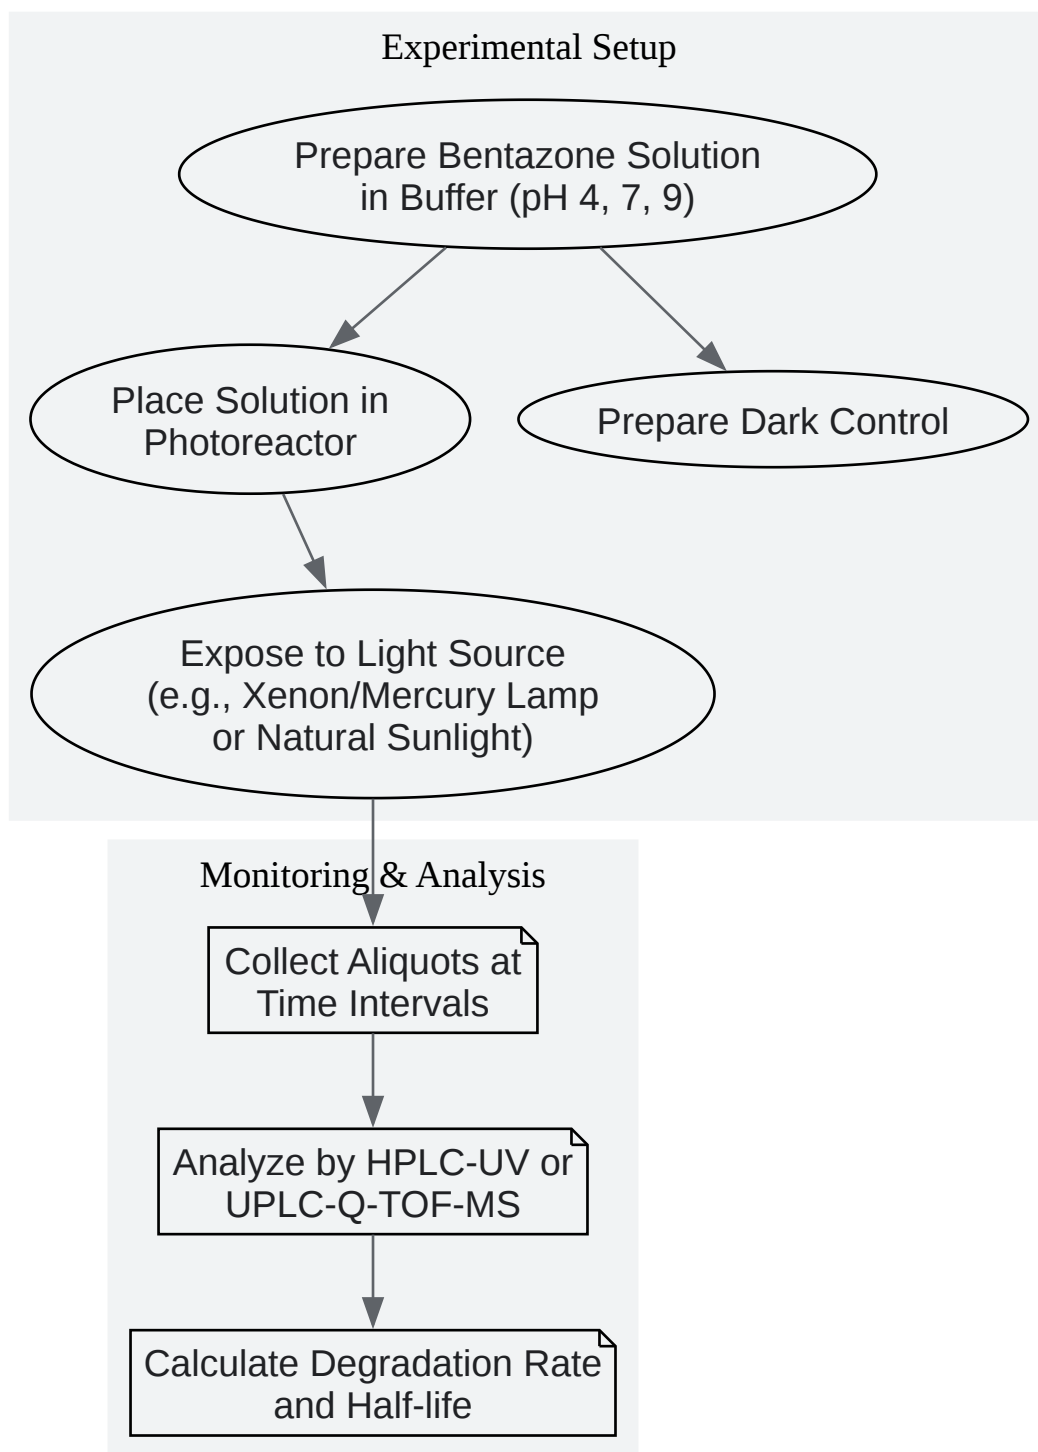 Experimental Setup
Prepare Bentazone Solution
in Buffer (pH 4, 7, 9)
Place Solution in
Photoreactor
Prepare Dark Control
Expose to Light Source
(e.g., Xenon/Mercury Lamp
or Natural Sunlight)
Monitoring & Analysis
Collect Aliquots at
Time Intervals
Analyze by HPLC-UV or
UPLC-Q-TOF-MS
Calculate Degradation Rate
and Half-life